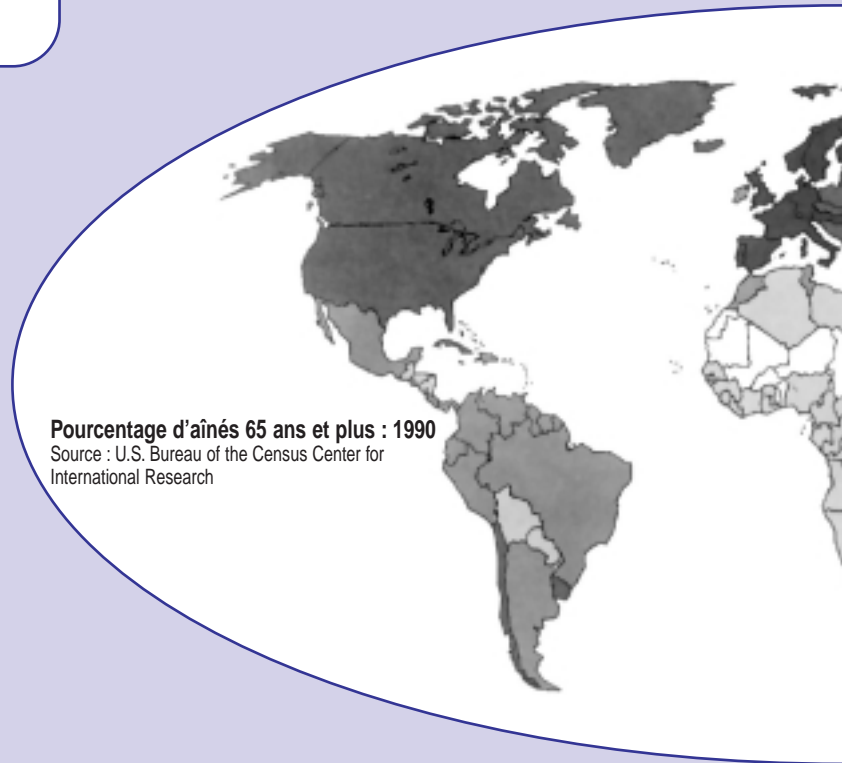 Pourcentage d'aînés 65 ans et plus : 1990
Source : U.S. Bureau of the Census Center for
International Research